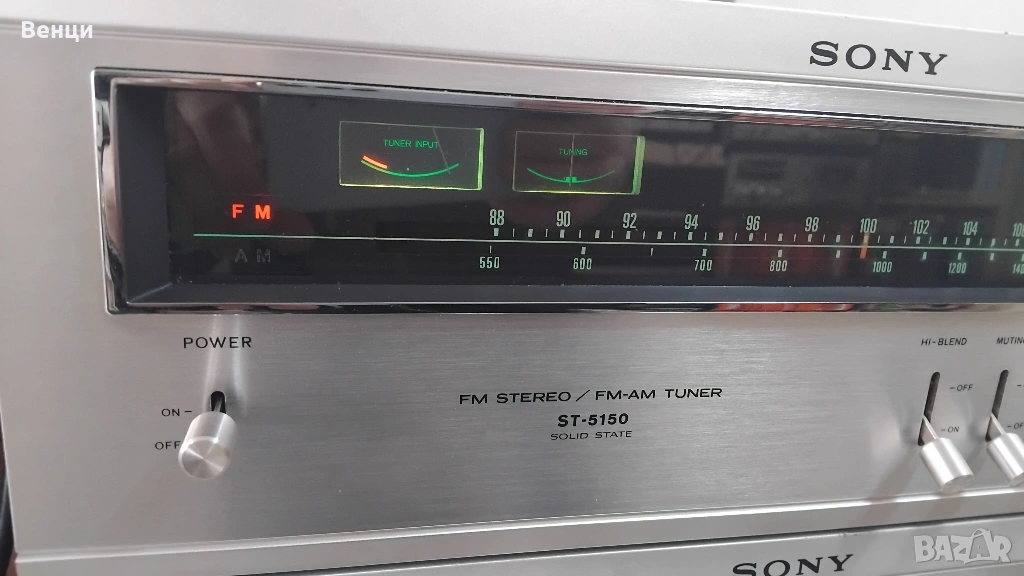 Венци
SONY
TUNER INPUT
TUNING
FM
88 90 92 94 96 98 100 102 104
AM
550 600 700 800 1000 1200
POWER
HI-BLEND
MUTING
ON
OFF
FM STEREO / FM-AM TUNER
ST-5150
SOLID STATE
OFF
ON
SONY
BAZAR